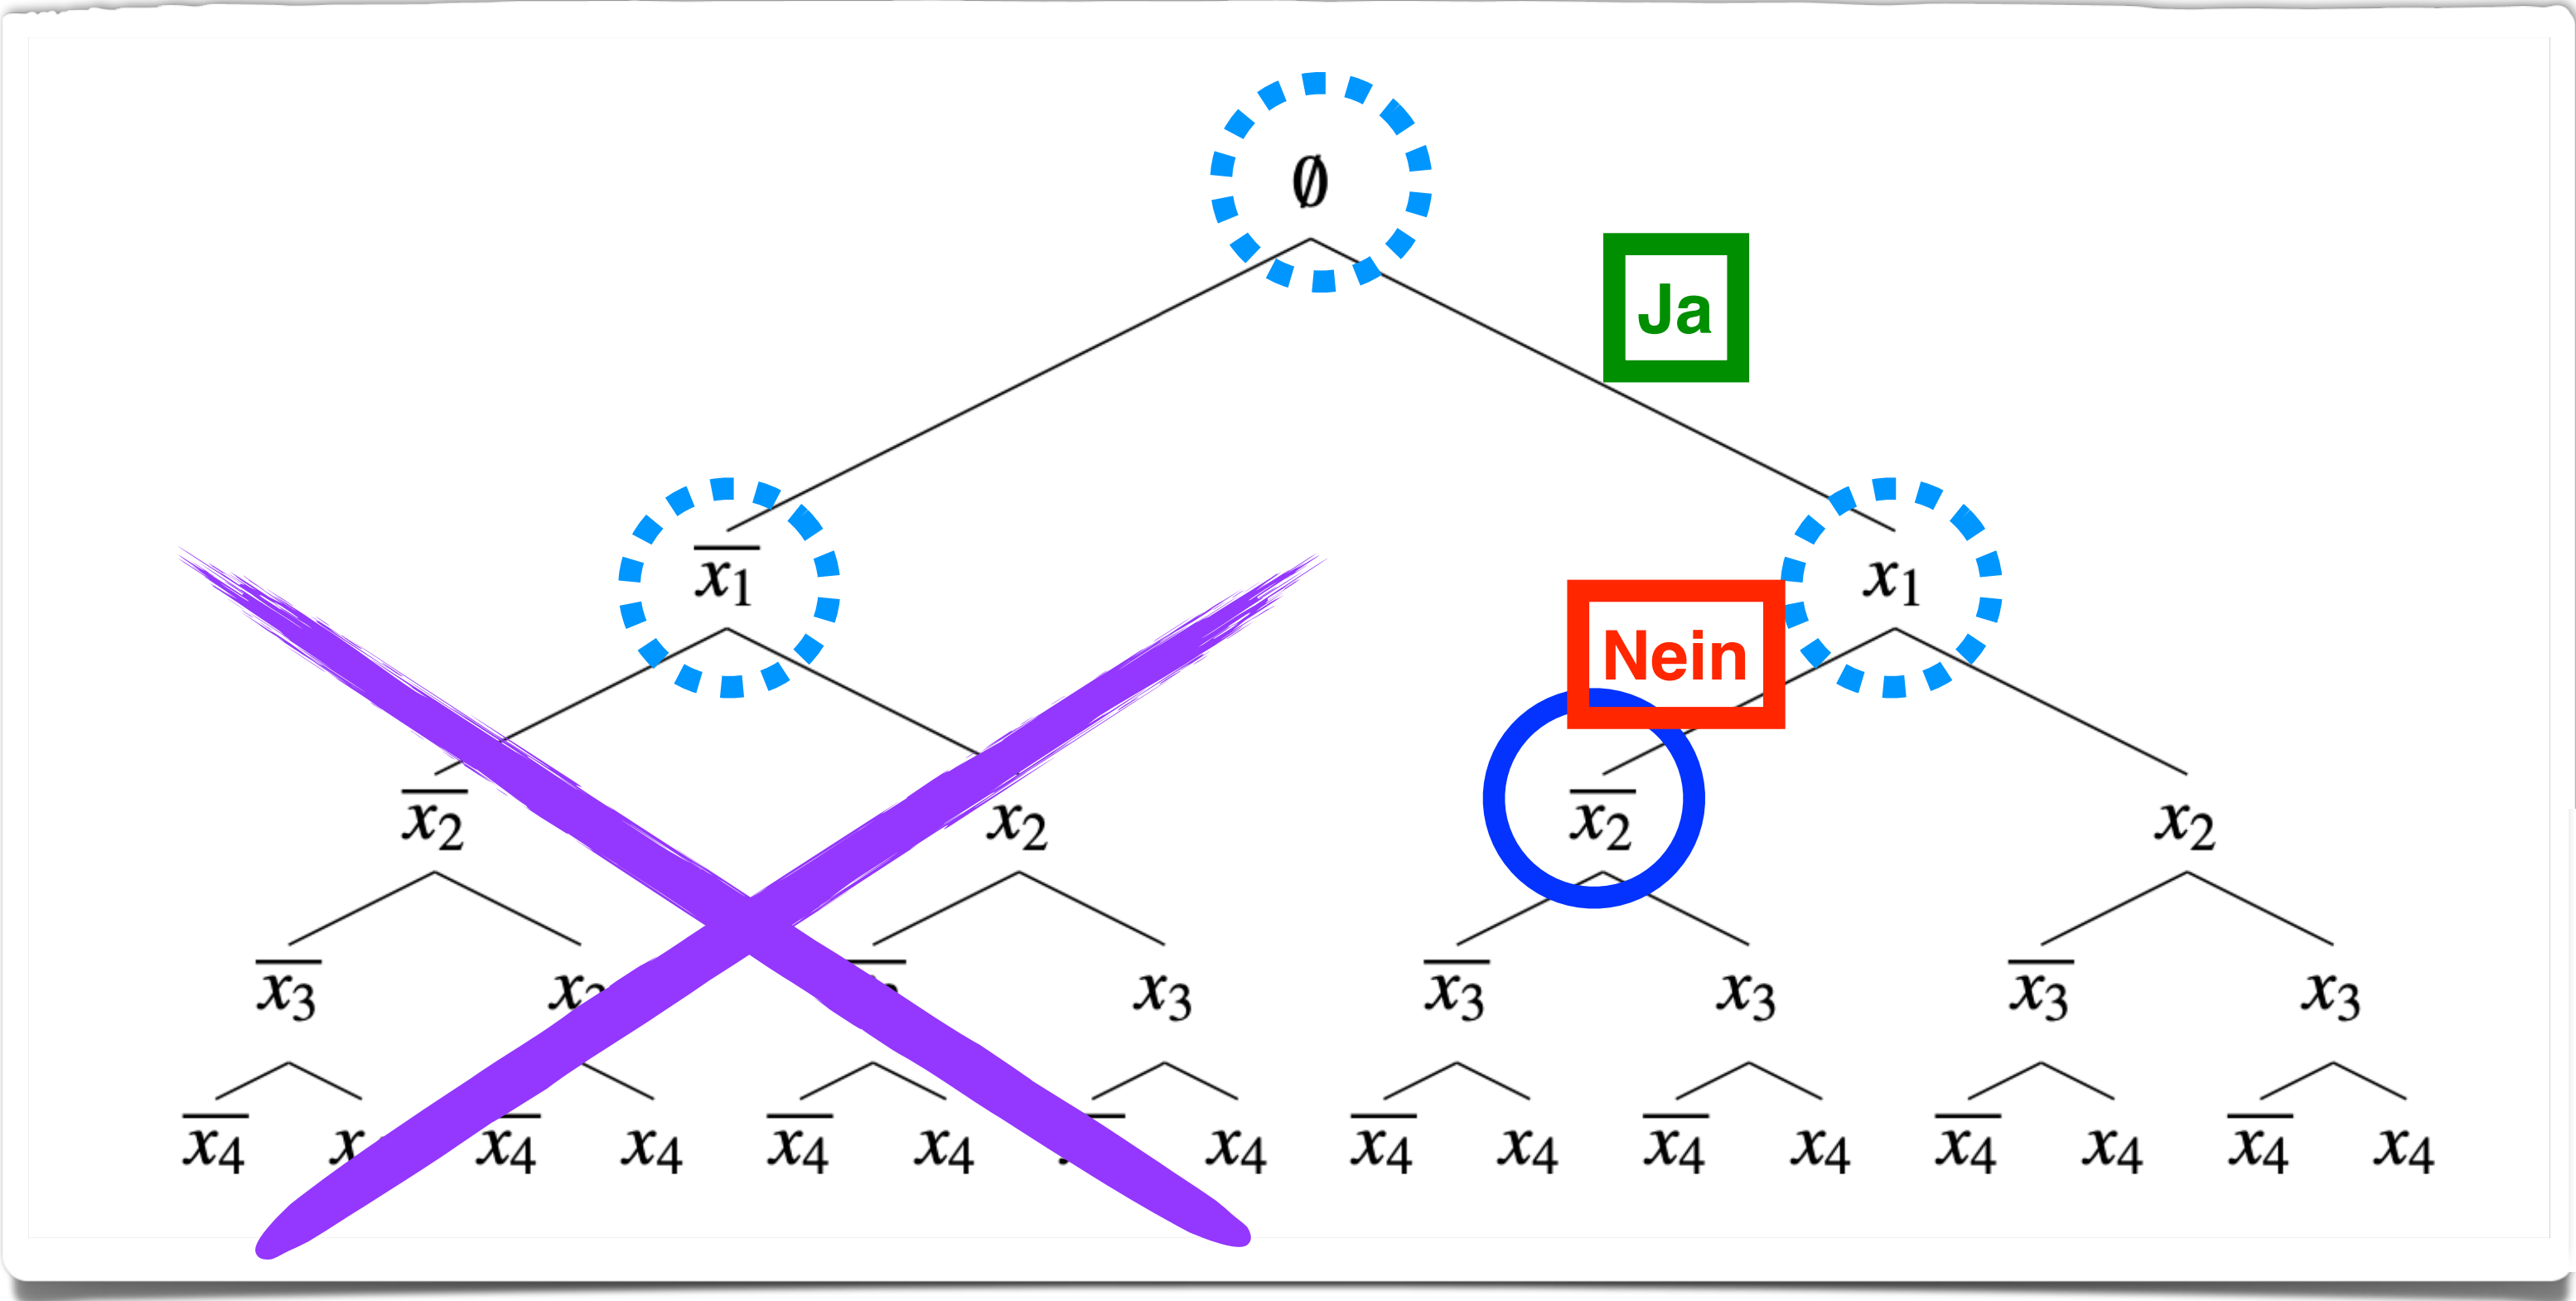 ∅
Ja
x̅₁ x₁
Nein
x̅₂ x₂ x̅₂ x₂
x̅₃ x₃ x̅₃ x₃ x̅₃ x₃
x̅₄ x̅₄ x₄ x̅₄ x₄ x₄ x̅₄ x₄ x̅₄ x₄ x̅₄ x₄ x̅₄ x₄